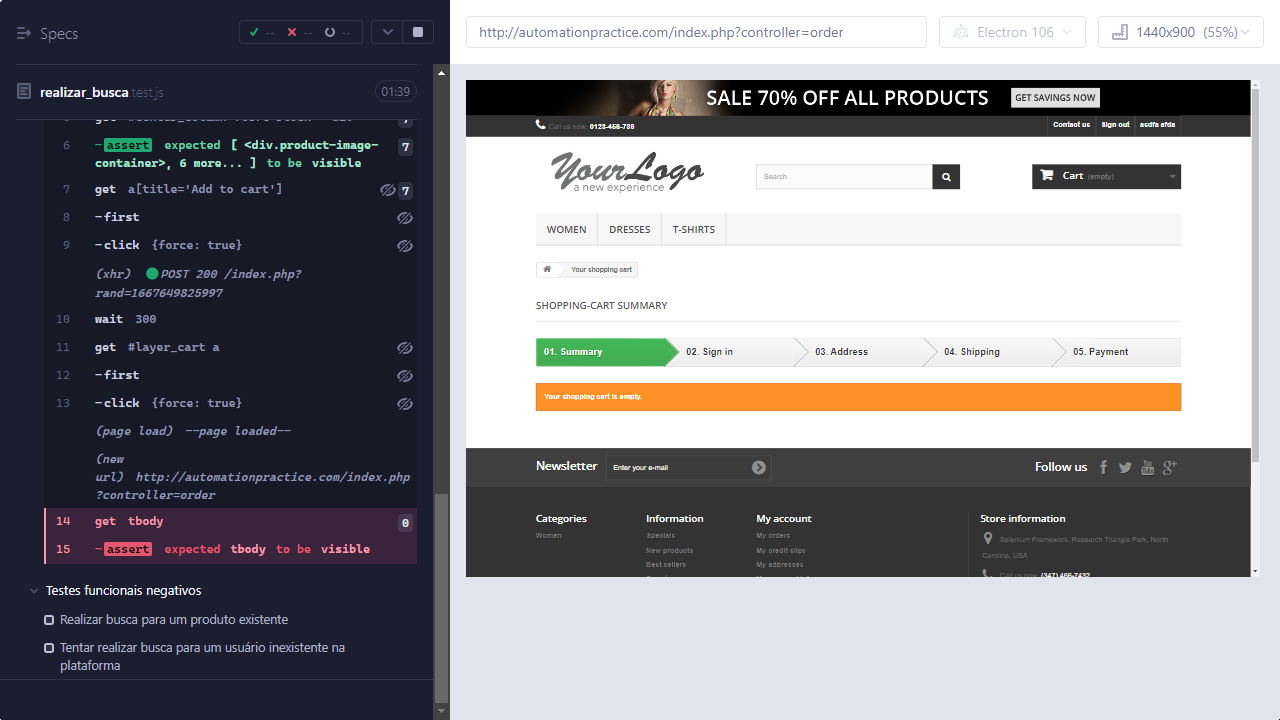 Specs
--
--
--
realizar_busca.test.js
01:39
7
6 -assert expected [ <div.product-image-container>, 6 more... ] to be visible 7
7 get a[title='Add to cart'] 7
8 -first
9 -click {force: true}
(xhr) POST 200 /index.php?
rand=1667649825997
10 wait 300
11 get #layer_cart a
12 -first
13 -click {force: true}
(page load) --page loaded--
(new
url) http://automationpractice.com/index.php
?controller=order
14 get tbody 0
15 -assert expected tbody to be visible
Testes funcionais negativos
Realizar busca para um produto existente
Tentar realizar busca para um usuário inexistente na
plataforma
http://automationpractice.com/index.php?controller=order
Electron 106
1440x900 (55%)
SALE 70% OFF ALL PRODUCTS
GET SAVINGS NOW
Call us now: 0123-456-789
Contact us
Sign out
asdfa afda
YourLogo
a new experience
Search
Cart (empty)
WOMEN
DRESSES
T-SHIRTS
Your shopping cart
SHOPPING-CART SUMMARY
01. Summary
02. Sign in
03. Address
04. Shipping
05. Payment
Your shopping cart is empty.
Newsletter
Enter your e-mail
Follow us
Categories
Women
Information
Specials
New products
Best sellers
My account
My orders
My credit slips
My addresses
Store information
Selenium Framework, Research Triangle Park, North
Carolina, USA
Call us now: (347) 466-7432